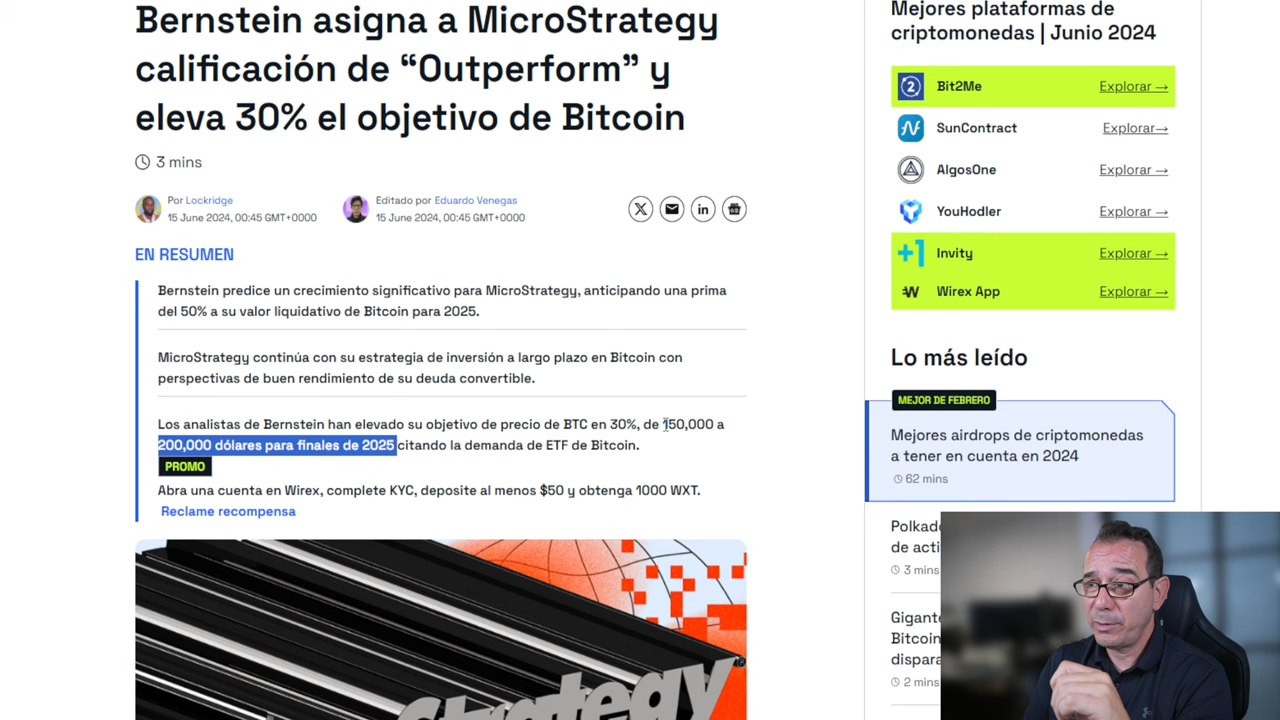 Bernstein asigna a MicroStrategy
calificación de “Outperform” y
eleva 30% el objetivo de Bitcoin
3 mins
Por Lockridge
15 June 2024, 00:45 GMT+0000
Editado por Eduardo Venegas
15 June 2024, 00:45 GMT+0000
EN RESUMEN
Bernstein predice un crecimiento significativo para MicroStrategy, anticipando una prima
del 50% a su valor liquidativo de Bitcoin para 2025.
MicroStrategy continúa con su estrategia de inversión a largo plazo en Bitcoin con
perspectivas de buen rendimiento de su deuda convertible.
Los analistas de Bernstein han elevado su objetivo de precio de BTC en 30%, de 150,000 a
200,000 dólares para finales de 2025 citando la demanda de ETF de Bitcoin.
PROMO
Abra una cuenta en Wirex, complete KYC, deposite al menos $50 y obtenga 1000 WXT.
Reclame recompensa
Strategy
Mejores plataformas de
criptomonedas | Junio 2024
Bit2Me Explorar →
SunContract Explorar→
AlgosOne Explorar →
YouHodler Explorar →
Invity Explorar →
Wirex App Explorar →
Lo más leído
MEJOR DE FEBRERO
Mejores airdrops de criptomonedas
a tener en cuenta en 2024
62 mins
Polkad
de acti
3 mins
Gigant
Bitcoin
dispara
2 mins